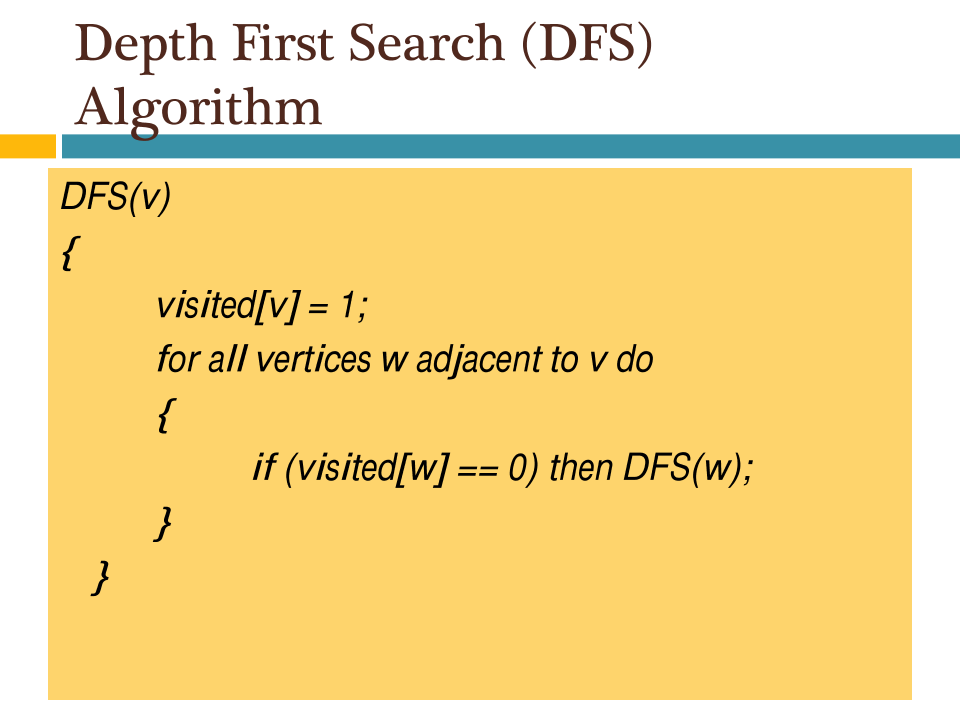 Depth First Search (DFS)
Algorithm
DFS(v)
{
visited[v] = 1;
for all vertices w adjacent to v do
{
if (visited[w] == 0) then DFS(w);
}
}